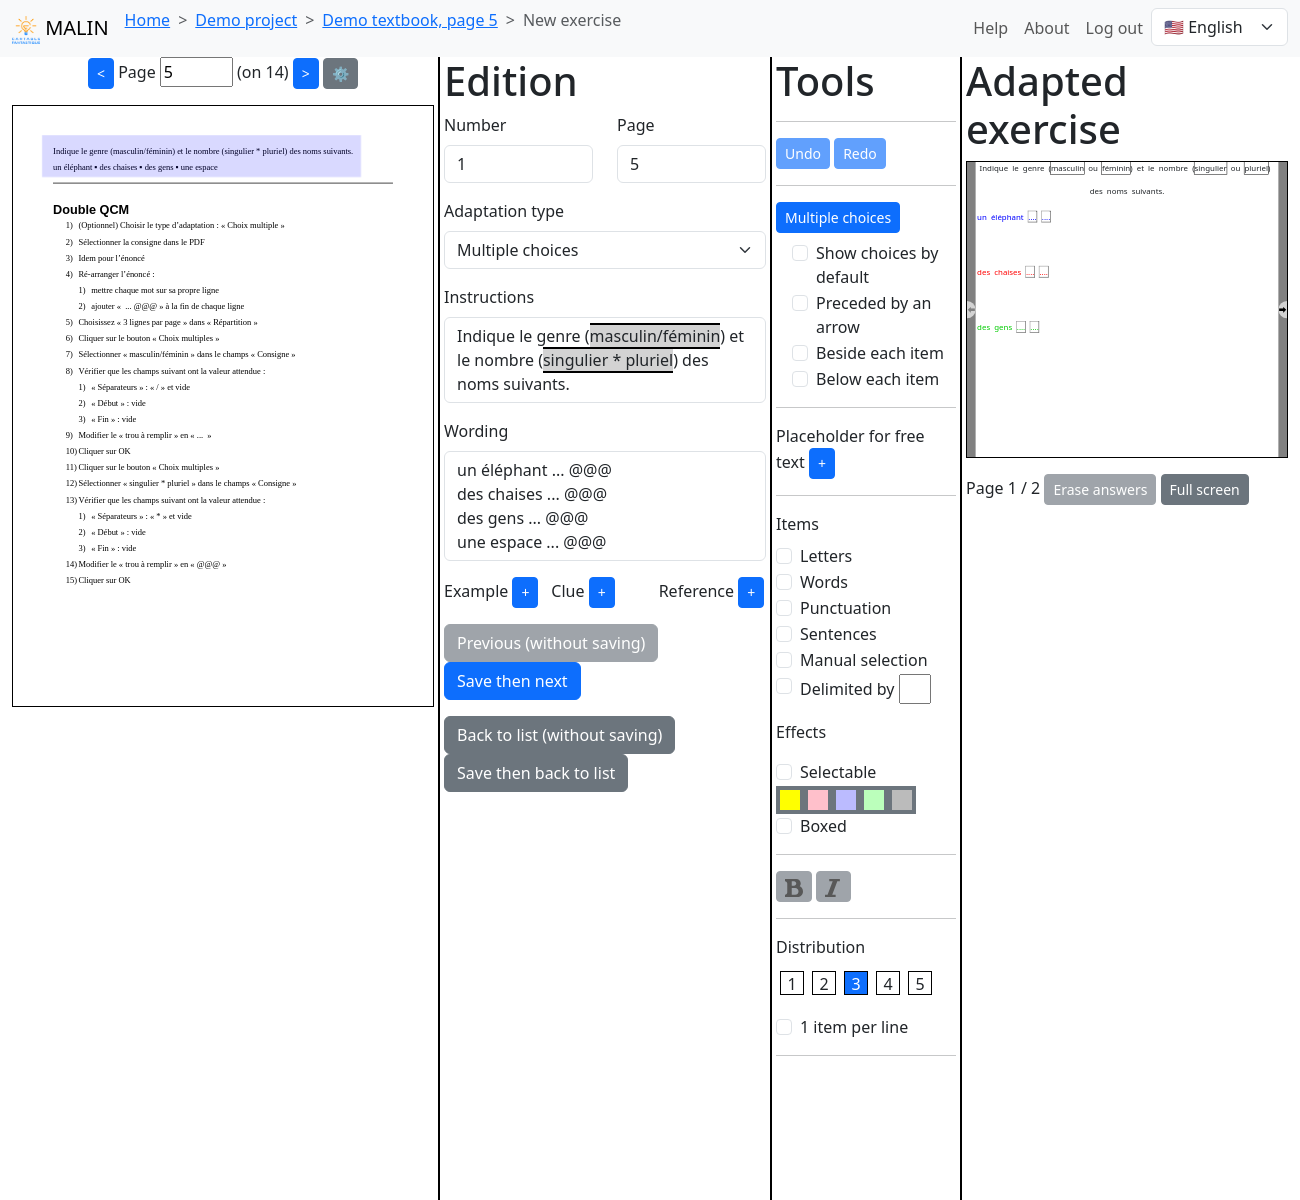 MALIN Home > Demo project > Demo textbook, page 5 > New exercise Help About Log out 🇺🇸 English
< Page 5 (on 14) > ⚙️
Indique le genre (masculin/féminin) et le nombre (singulier * pluriel) des noms suivants.
un éléphant • des chaises • des gens • une espace
Double QCM
1) (Optionnel) Choisir le type d’adaptation : « Choix multiple »
2) Sélectionner la consigne dans le PDF
3) Idem pour l’énoncé
4) Ré-arranger l’énoncé :
1) mettre chaque mot sur sa propre ligne
2) ajouter « ... @@@ » à la fin de chaque ligne
5) Choisissez « 3 lignes par page » dans « Répartition »
6) Cliquer sur le bouton « Choix multiples »
7) Sélectionner « masculin/féminin » dans le champs « Consigne »
8) Vérifier que les champs suivant ont la valeur attendue :
1) « Séparateurs » : « / » et vide
2) « Début » : vide
3) « Fin » : vide
9) Modifier le « trou à remplir » en « ... »
10) Cliquer sur OK
11) Cliquer sur le bouton « Choix multiples »
12) Sélectionner « singulier * pluriel » dans le champs « Consigne »
13) Vérifier que les champs suivant ont la valeur attendue :
1) « Séparateurs » : « * » et vide
2) « Début » : vide
3) « Fin » : vide
14) Modifier le « trou à remplir » en « @@@ »
15) Cliquer sur OK
Edition
Number Page
1 5
Adaptation type
Multiple choices
Instructions
Indique le genre (masculin/féminin) et
le nombre (singulier * pluriel) des
noms suivants.
Wording
un éléphant ... @@@
des chaises ... @@@
des gens ... @@@
une espace ... @@@
Example + Clue + Reference +
Previous (without saving)
Save then next
Back to list (without saving)
Save then back to list
Tools
Undo Redo
Multiple choices
Show choices by
default
Preceded by an
arrow
Beside each item
Below each item
Placeholder for free
text +
Items
Letters
Words
Punctuation
Sentences
Manual selection
Delimited by
Effects
Selectable
Boxed
B I
Distribution
1 2 3 4 5
1 item per line
Adapted
exercise
Indique le genre (masculin ou féminin) et le nombre (singulier ou pluriel)
des noms suivants.
un éléphant .... ....
des chaises .... ....
des gens .... ....
Page 1 / 2 Erase answers Full screen